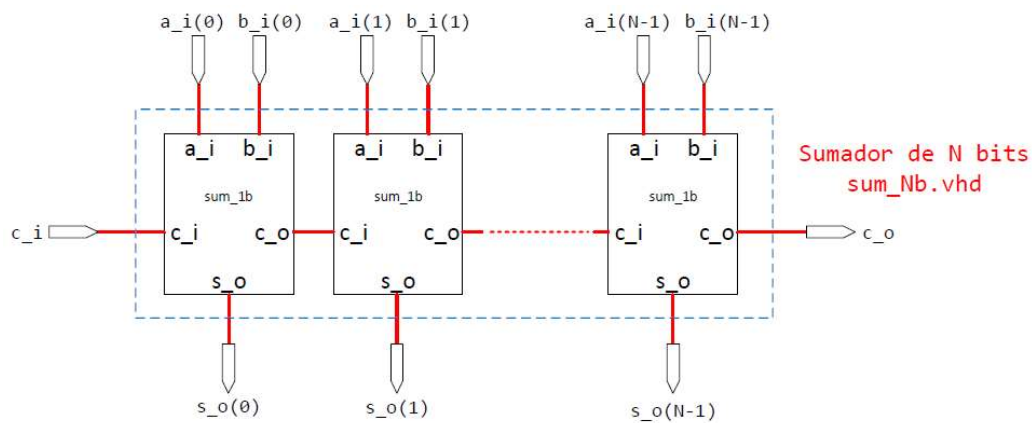 a_i(0) b_i(0) a_i(1) b_i(1) a_i(N-1) b_i(N-1)
a_i b_i a_i b_i a_i b_i
Sumador de N bits
sum_Nb.vhd
sum_1b sum_1b sum_1b
c_i c_i c_o c_i c_o c_i c_o c_o
s_o s_o s_o
s_o(0) s_o(1) s_o(N-1)